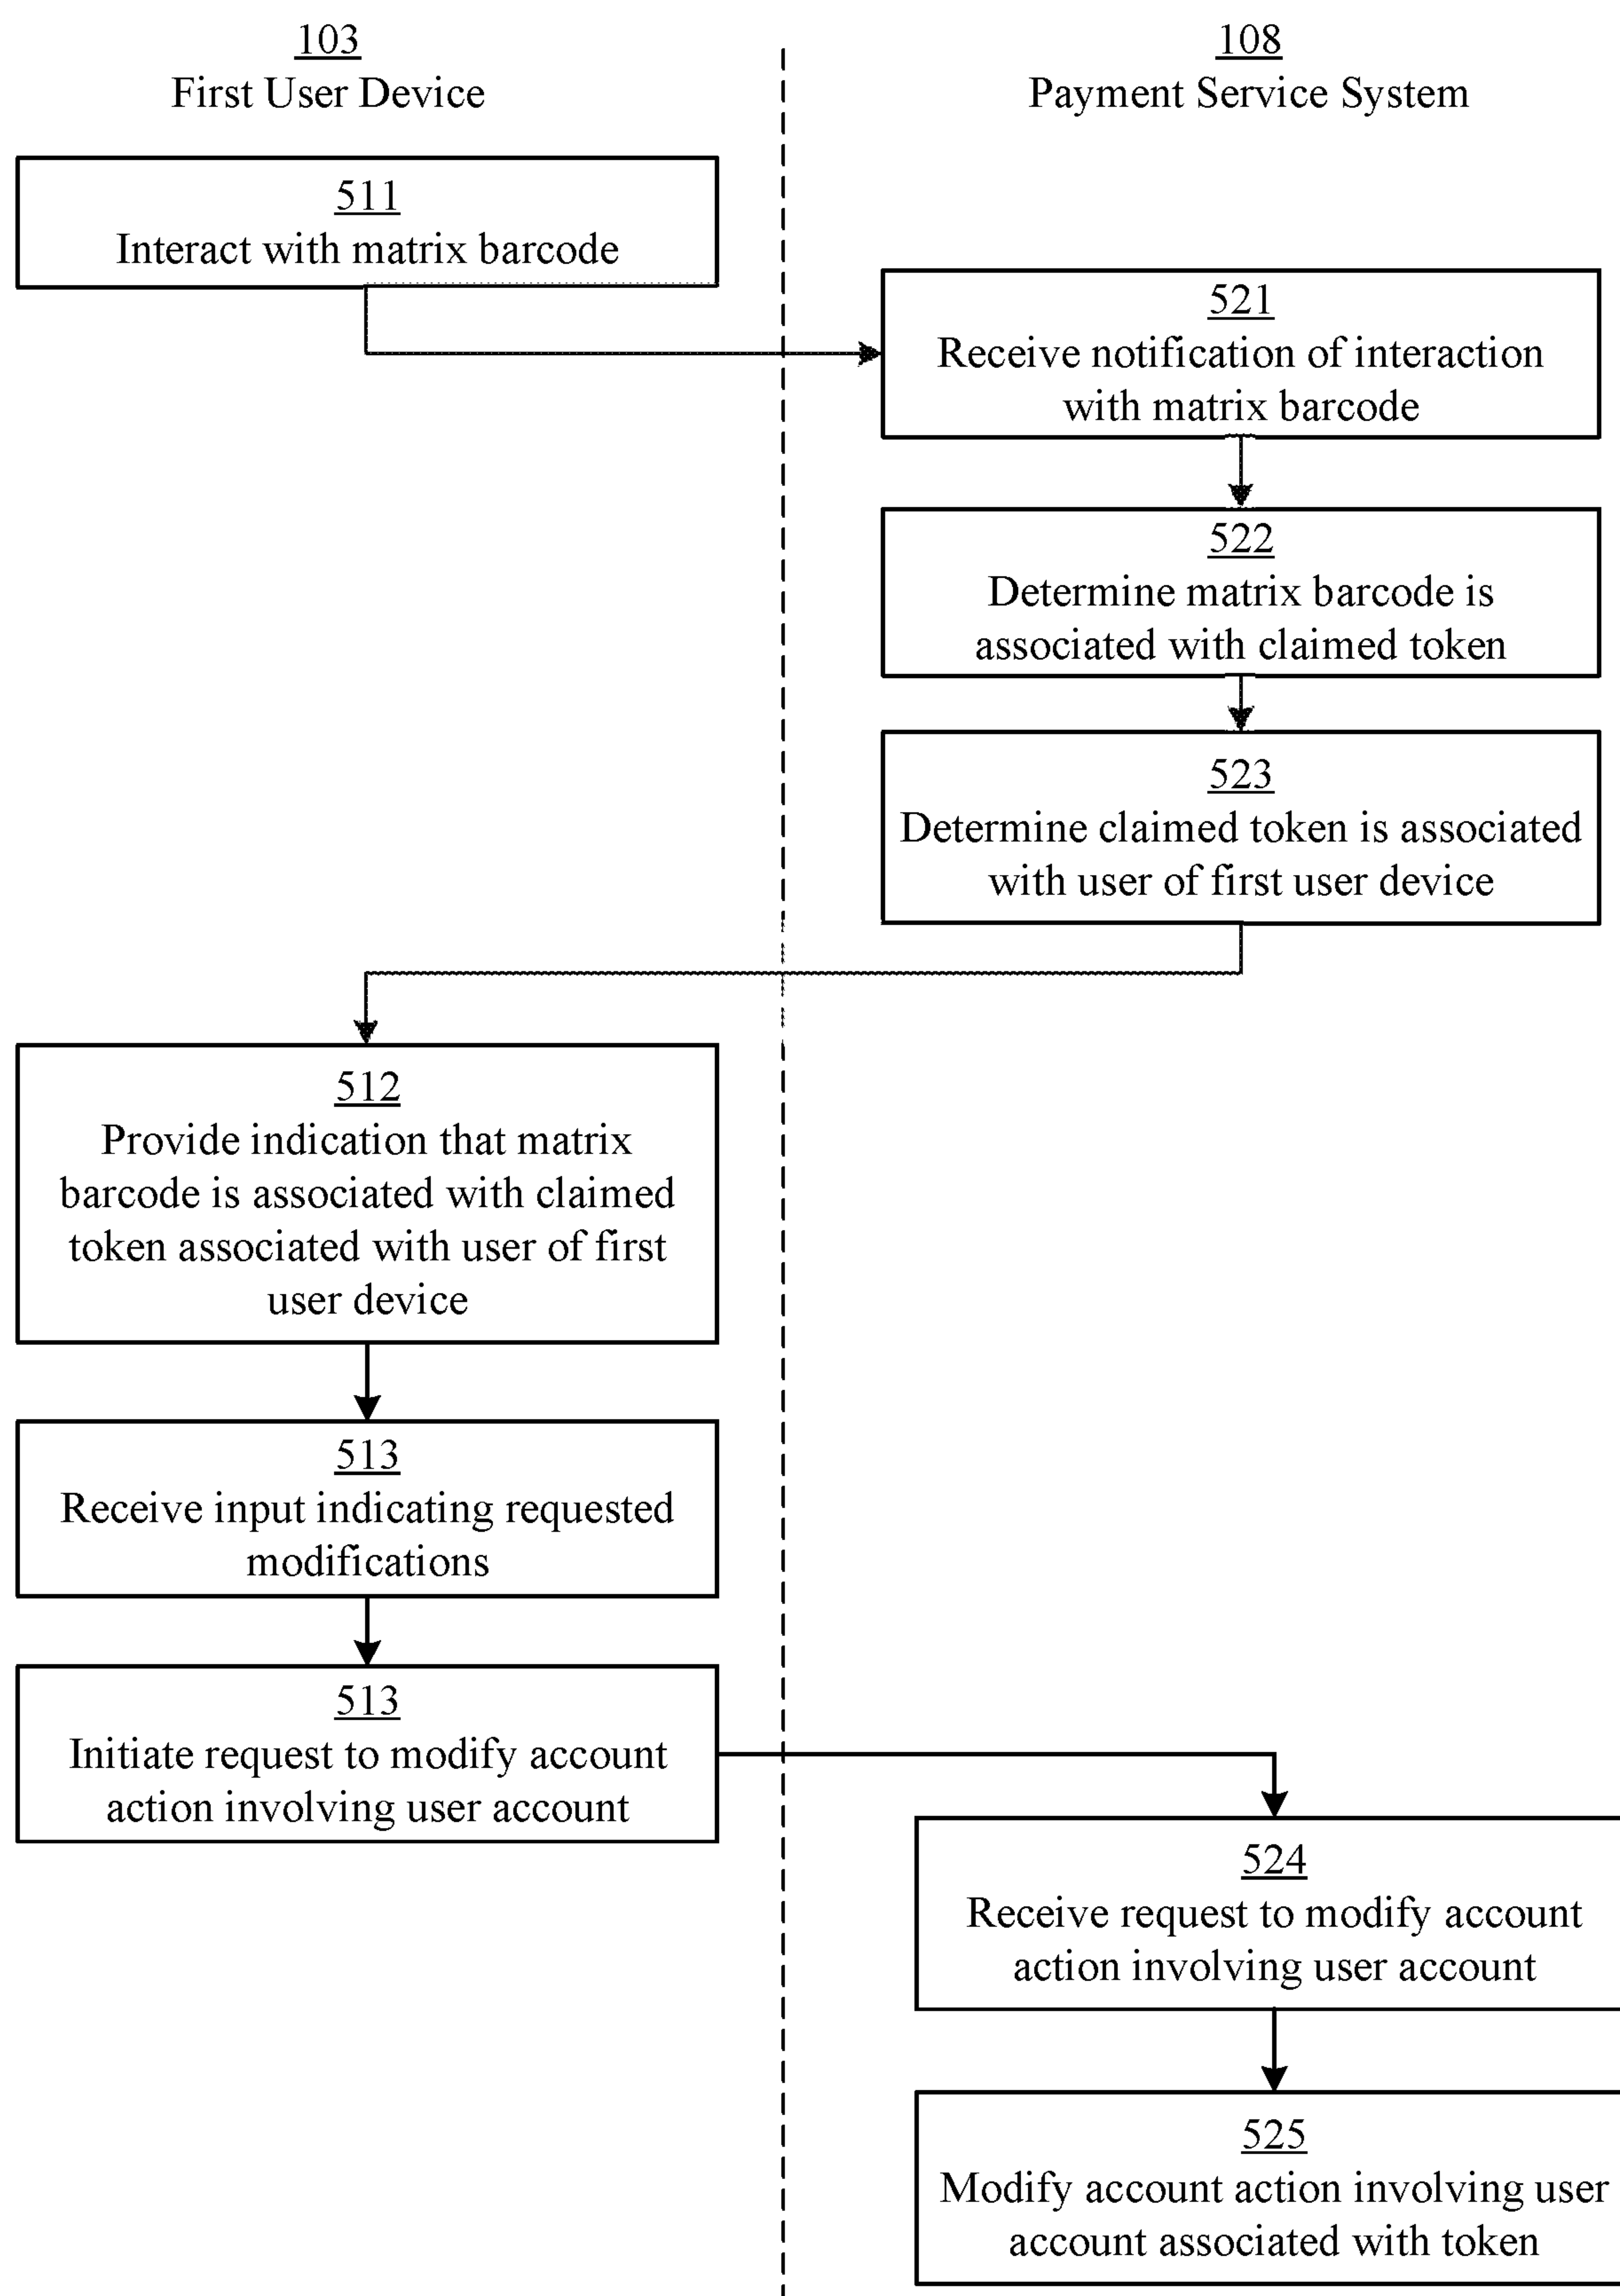 103
First User Device
108
Payment Service System
511
Interact with matrix barcode
521
Receive notification of interaction
with matrix barcode
522
Determine matrix barcode is
associated with claimed token
523
Determine claimed token is associated
with user of first user device
512
Provide indication that matrix
barcode is associated with claimed
token associated with user of first
user device
513
Receive input indicating requested
modifications
513
Initiate request to modify account
action involving user account
524
Receive request to modify account
action involving user account
525
Modify account action involving user
account associated with token